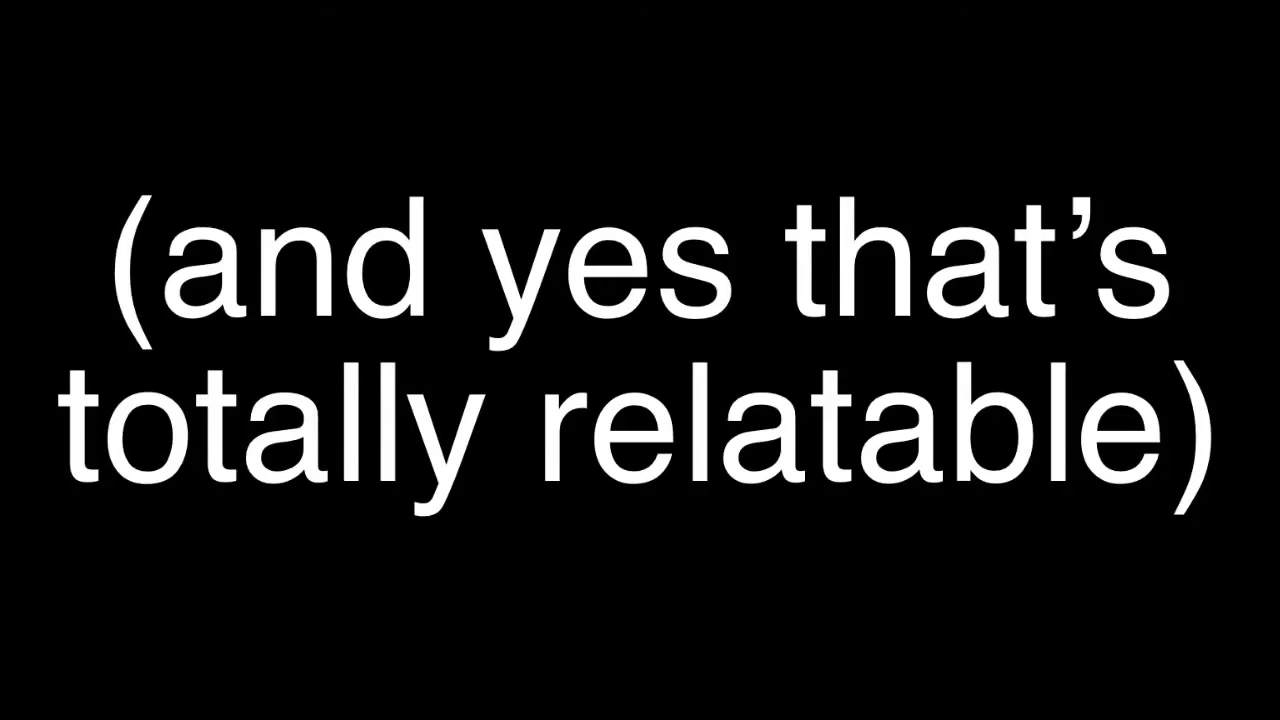 (and yes that’s
totally relatable)